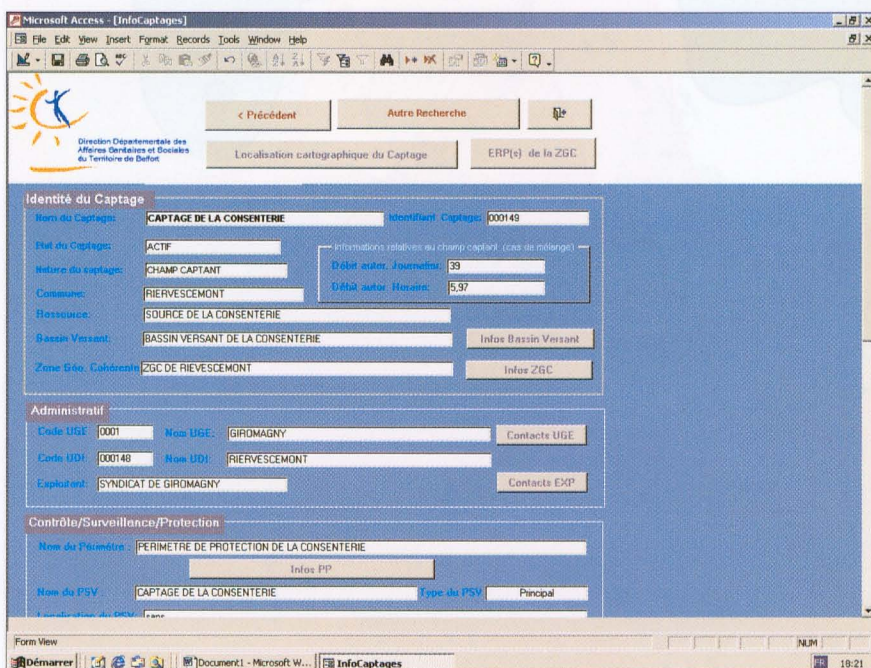 Microsoft Access - [InfoCaptages]
File Edit View Insert Format Records Tools Window Help
< Précédent Autre Recherche
Direction Départementale des
Affaires Sanitaires et Sociales
du Territoire de Belfort
Localisation cartographique du Captage ERP(s) de la ZGC
Identité du Captage
Nom du Captage: CAPTAGE DE LA CONSENTERIE Identifiant Captage: 000149
Etat du Captage: ACTIF
Informations relatives au champ captant (cas de mélange)
Nature du captage: CHAMP CAPTANT Débit autor. Journalier: 39
Commune: RIERVESCEMONT Débit autor. Horaire: 5,97
Ressource: SOURCE DE LA CONSENTERIE
Bassin Versant: BASSIN VERSANT DE LA CONSENTERIE Infos Bassin Versant
Zone Géo. Cohérente ZGC DE RIEVESCEMONT Infos ZGC
Administratif
Code UGE 0001 Nom UGE: GIROMAGNY Contacts UGE
Code UDI: 000148 Nom UDI: RIERVESCEMONT
Exploitant: SYNDICAT DE GIROMAGNY Contacts EXP
Contrôle/Surveillance/Protection
Nom du Périmètre : PERIMETRE DE PROTECTION DE LA CONSENTERIE
Infos PP
Nom du PSV : CAPTAGE DE LA CONSENTERIE Type du PSV Principal
Localisation du PSV: sans
Form View NUM
Démarrer Document1 - Microsoft W... InfoCaptages FR 18:21